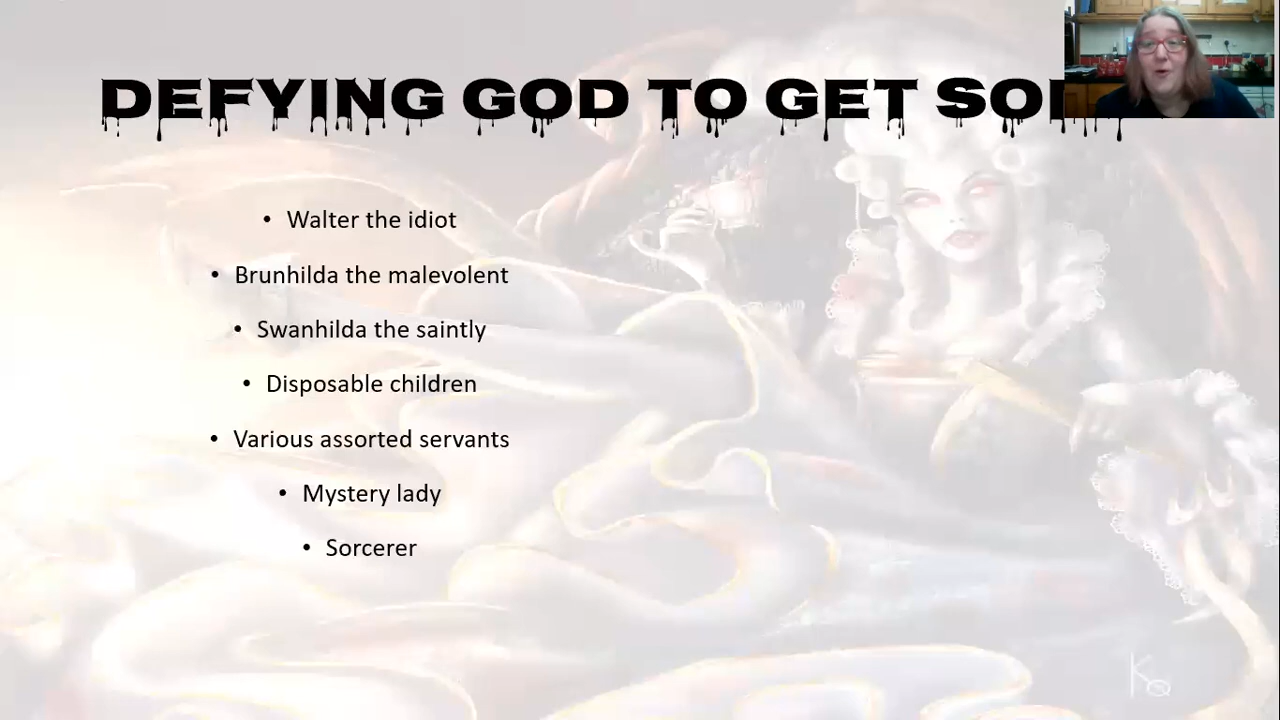 DEFYING GOD TO GET
• Walter the idiot
• Brunhilda the malevolent
• Swanhilda the saintly
• Disposable children
• Various assorted servants
• Mystery lady
• Sorcerer